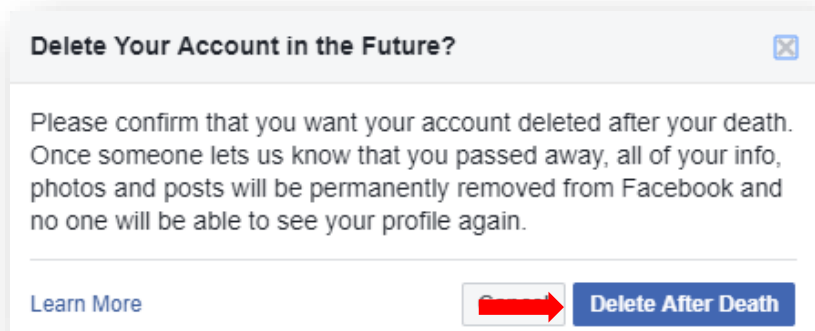 Delete Your Account in the Future?
Please confirm that you want your account deleted after your death.
Once someone lets us know that you passed away, all of your info,
photos and posts will be permanently removed from Facebook and
no one will be able to see your profile again.
Learn More
Delete After Death